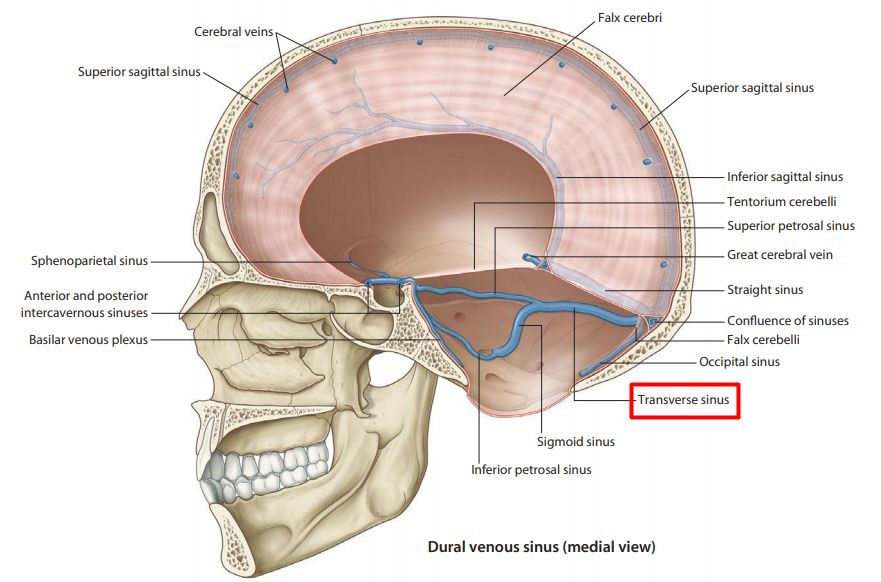 Falx cerebri
Cerebral veins
Superior sagittal sinus
Superior sagittal sinus
Inferior sagittal sinus
Tentorium cerebelli
Superior petrosal sinus
Great cerebral vein
Sphenoparietal sinus
Straight sinus
Anterior and posterior
intercavernous sinuses
Confluence of sinuses
Basilar venous plexus
Falx cerebelli
Occipital sinus
Transverse sinus
Sigmoid sinus
Inferior petrosal sinus
Dural venous sinus (medial view)